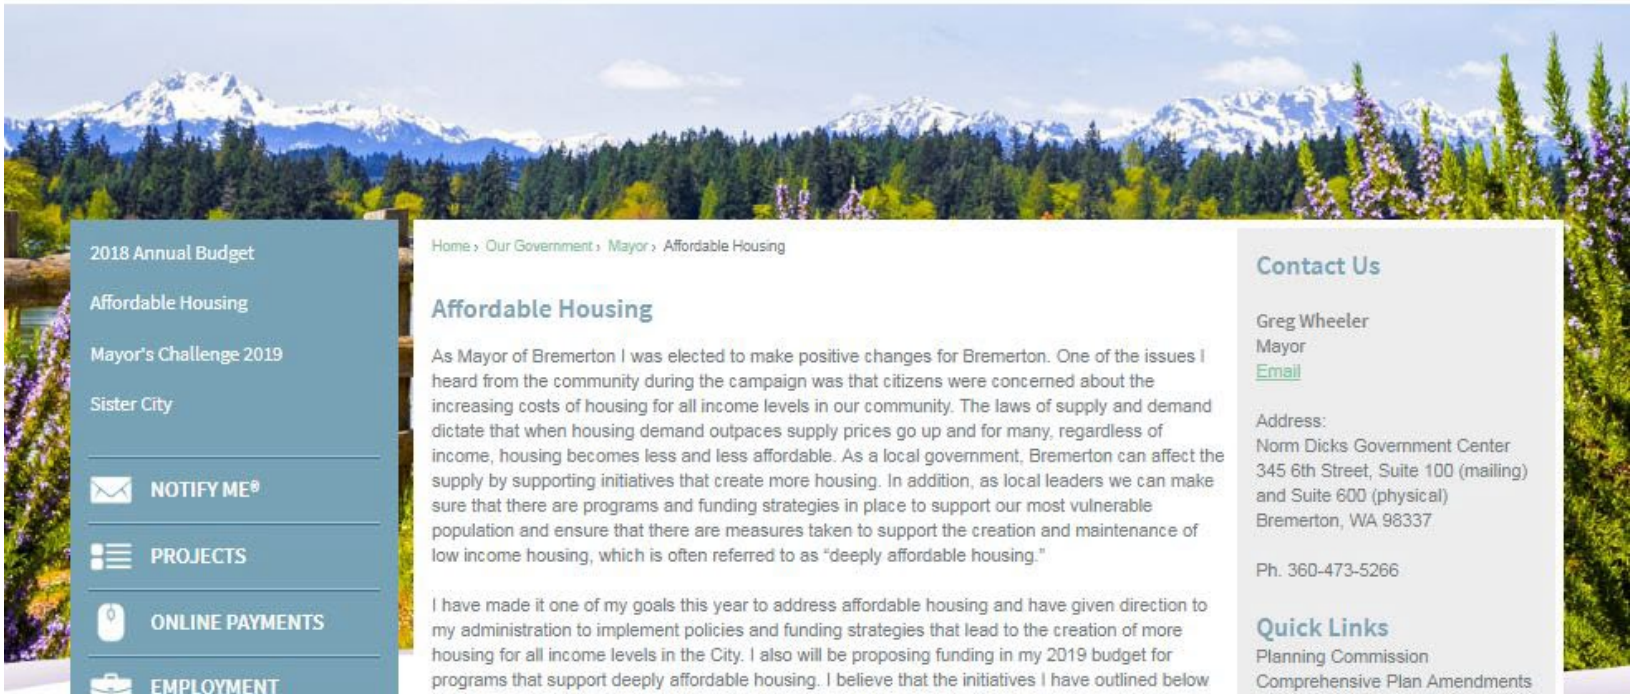 2018 Annual Budget
Affordable Housing
Mayor's Challenge 2019
Sister City
NOTIFY ME®
PROJECTS
ONLINE PAYMENTS
EMPLOYMENT
Home › Our Government › Mayor › Affordable Housing
Affordable Housing
As Mayor of Bremerton I was elected to make positive changes for Bremerton. One of the issues I
heard from the community during the campaign was that citizens were concerned about the
increasing costs of housing for all income levels in our community. The laws of supply and demand
dictate that when housing demand outpaces supply prices go up and for many, regardless of
income, housing becomes less and less affordable. As a local government, Bremerton can affect the
supply by supporting initiatives that create more housing. In addition, as local leaders we can make
sure that there are programs and funding strategies in place to support our most vulnerable
population and ensure that there are measures taken to support the creation and maintenance of
low income housing, which is often referred to as “deeply affordable housing.”
I have made it one of my goals this year to address affordable housing and have given direction to
my administration to implement policies and funding strategies that lead to the creation of more
housing for all income levels in the City. I also will be proposing funding in my 2019 budget for
programs that support deeply affordable housing. I believe that the initiatives I have outlined below
Contact Us
Greg Wheeler
Mayor
Email
Address:
Norm Dicks Government Center
345 6th Street, Suite 100 (mailing)
and Suite 600 (physical)
Bremerton, WA 98337
Ph. 360-473-5266
Quick Links
Planning Commission
Comprehensive Plan Amendments